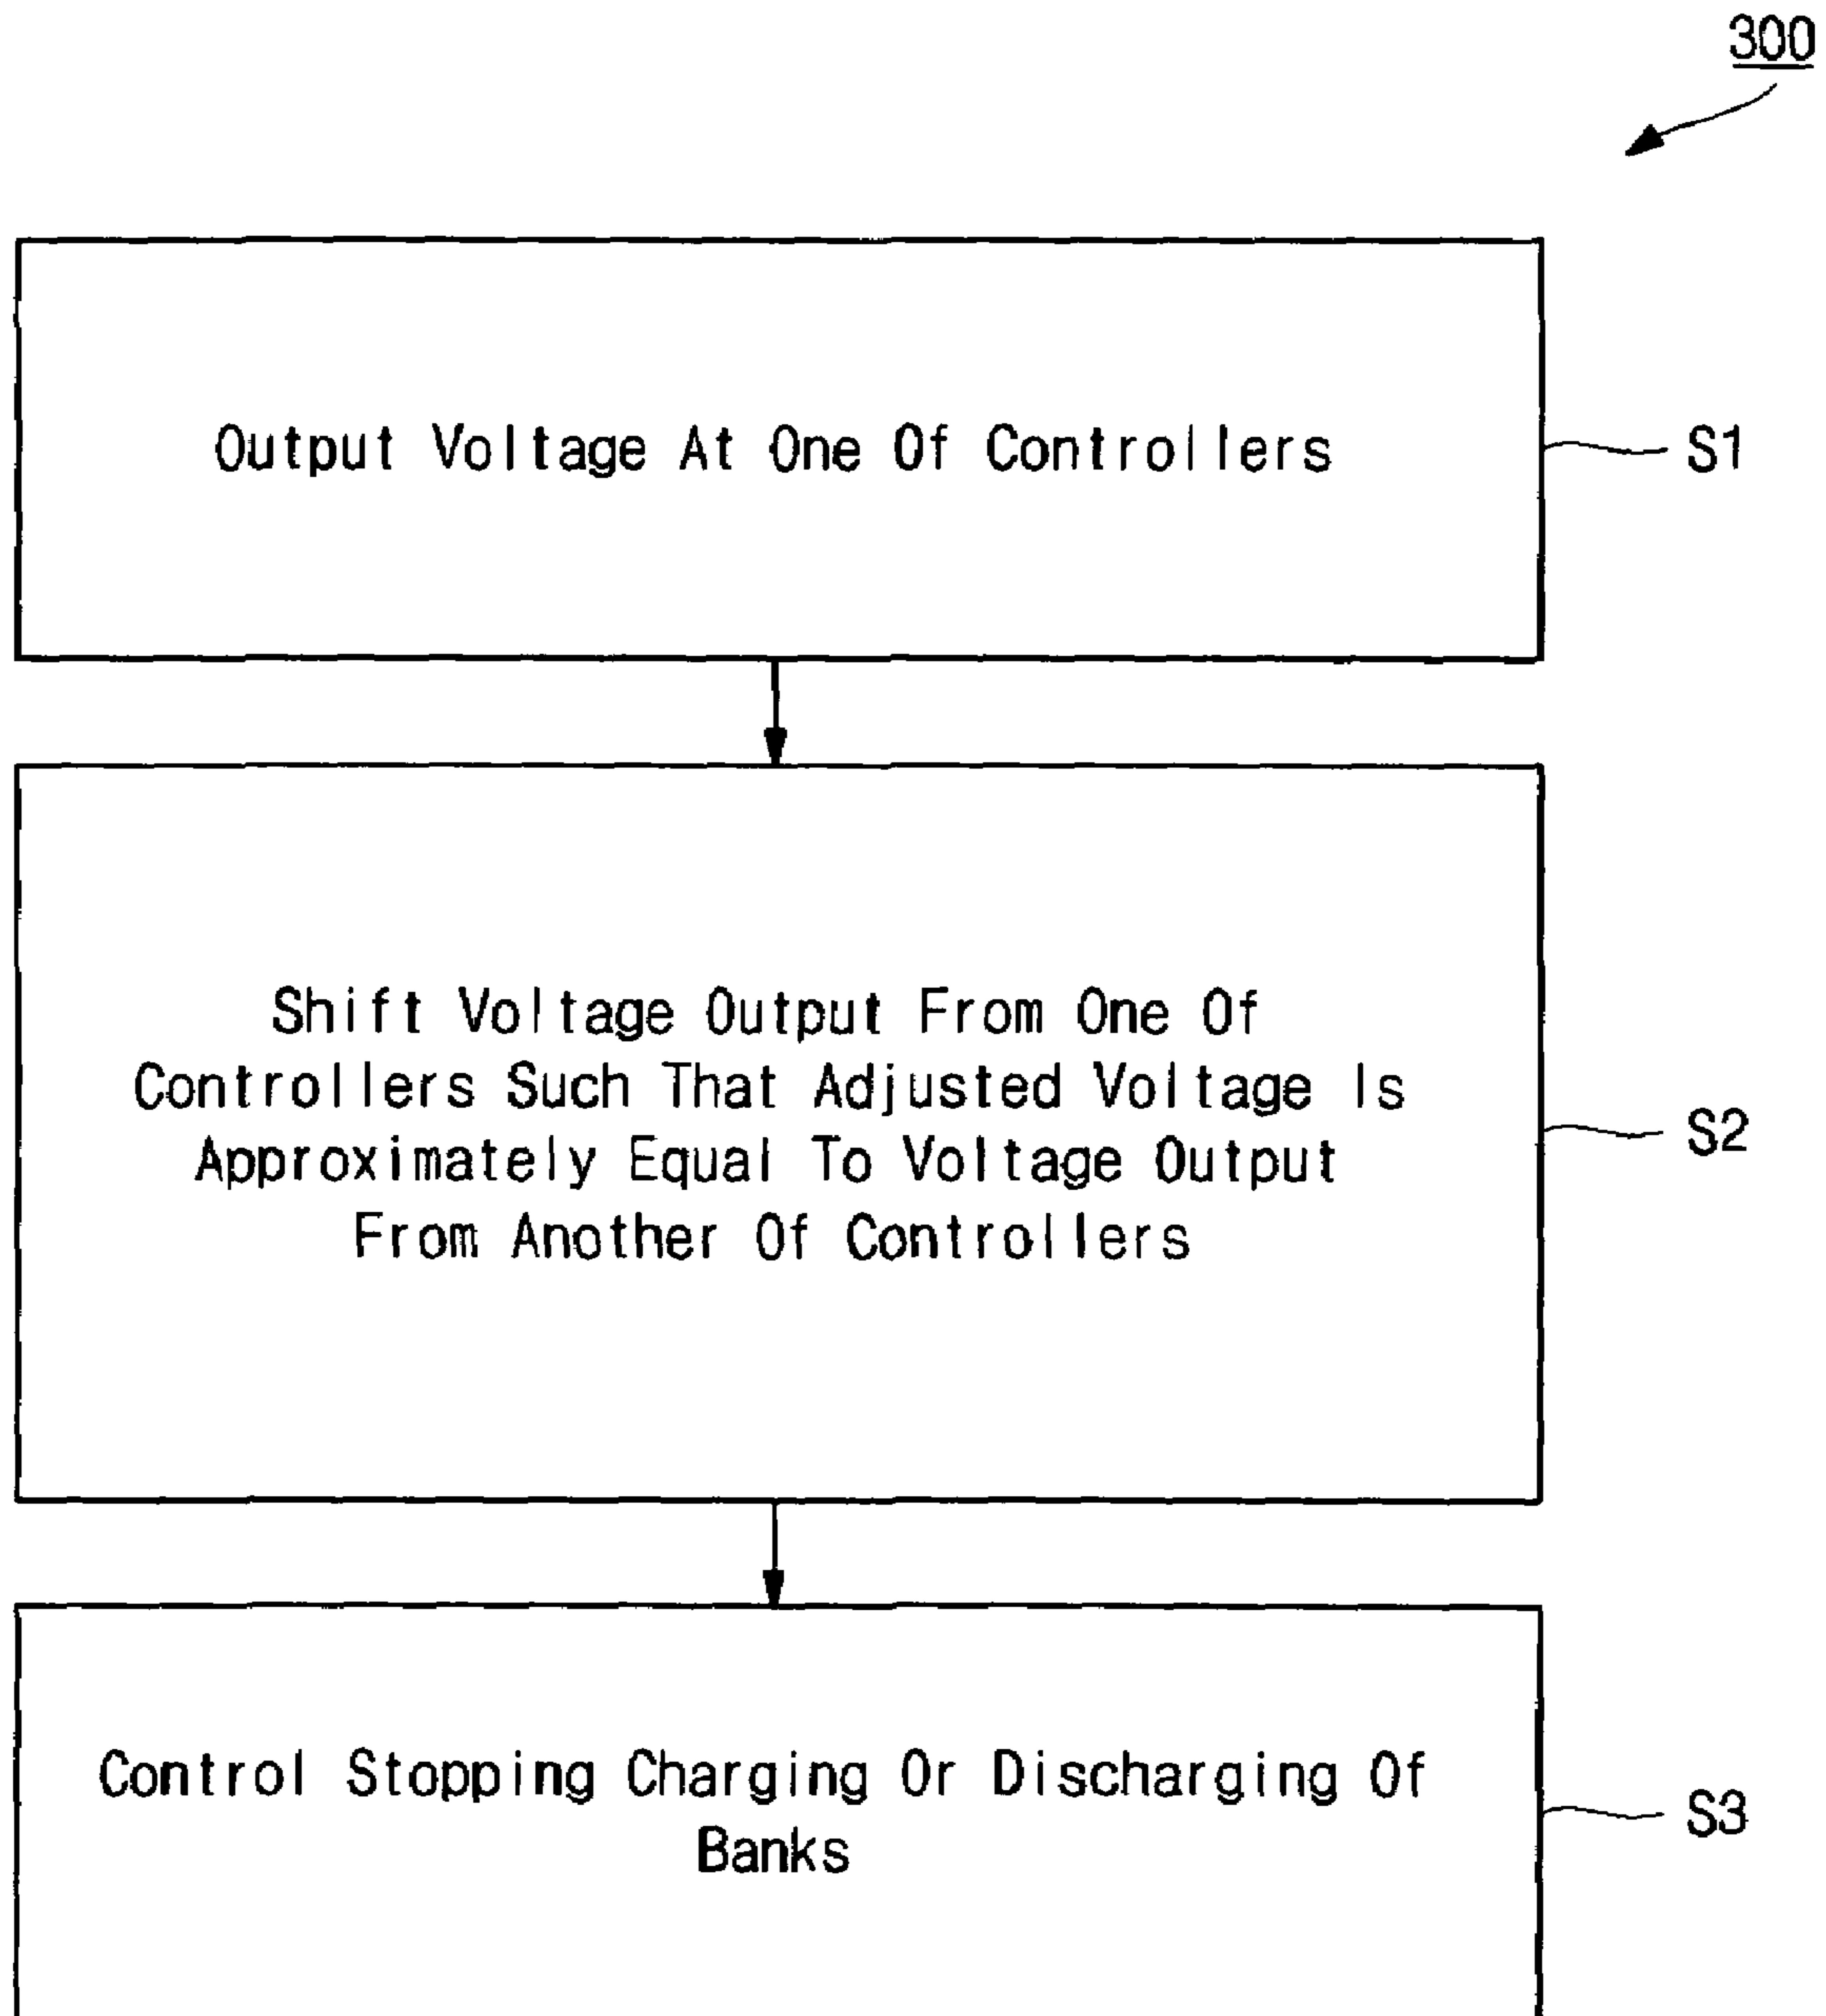 300
Output Voltage At One Of Controllers
S1
Shift Voltage Output From One Of
Controllers Such That Adjusted Voltage Is
Approximately Equal To Voltage Output
From Another Of Controllers
S2
Control Stopping Charging Or Discharging Of
Banks
S3